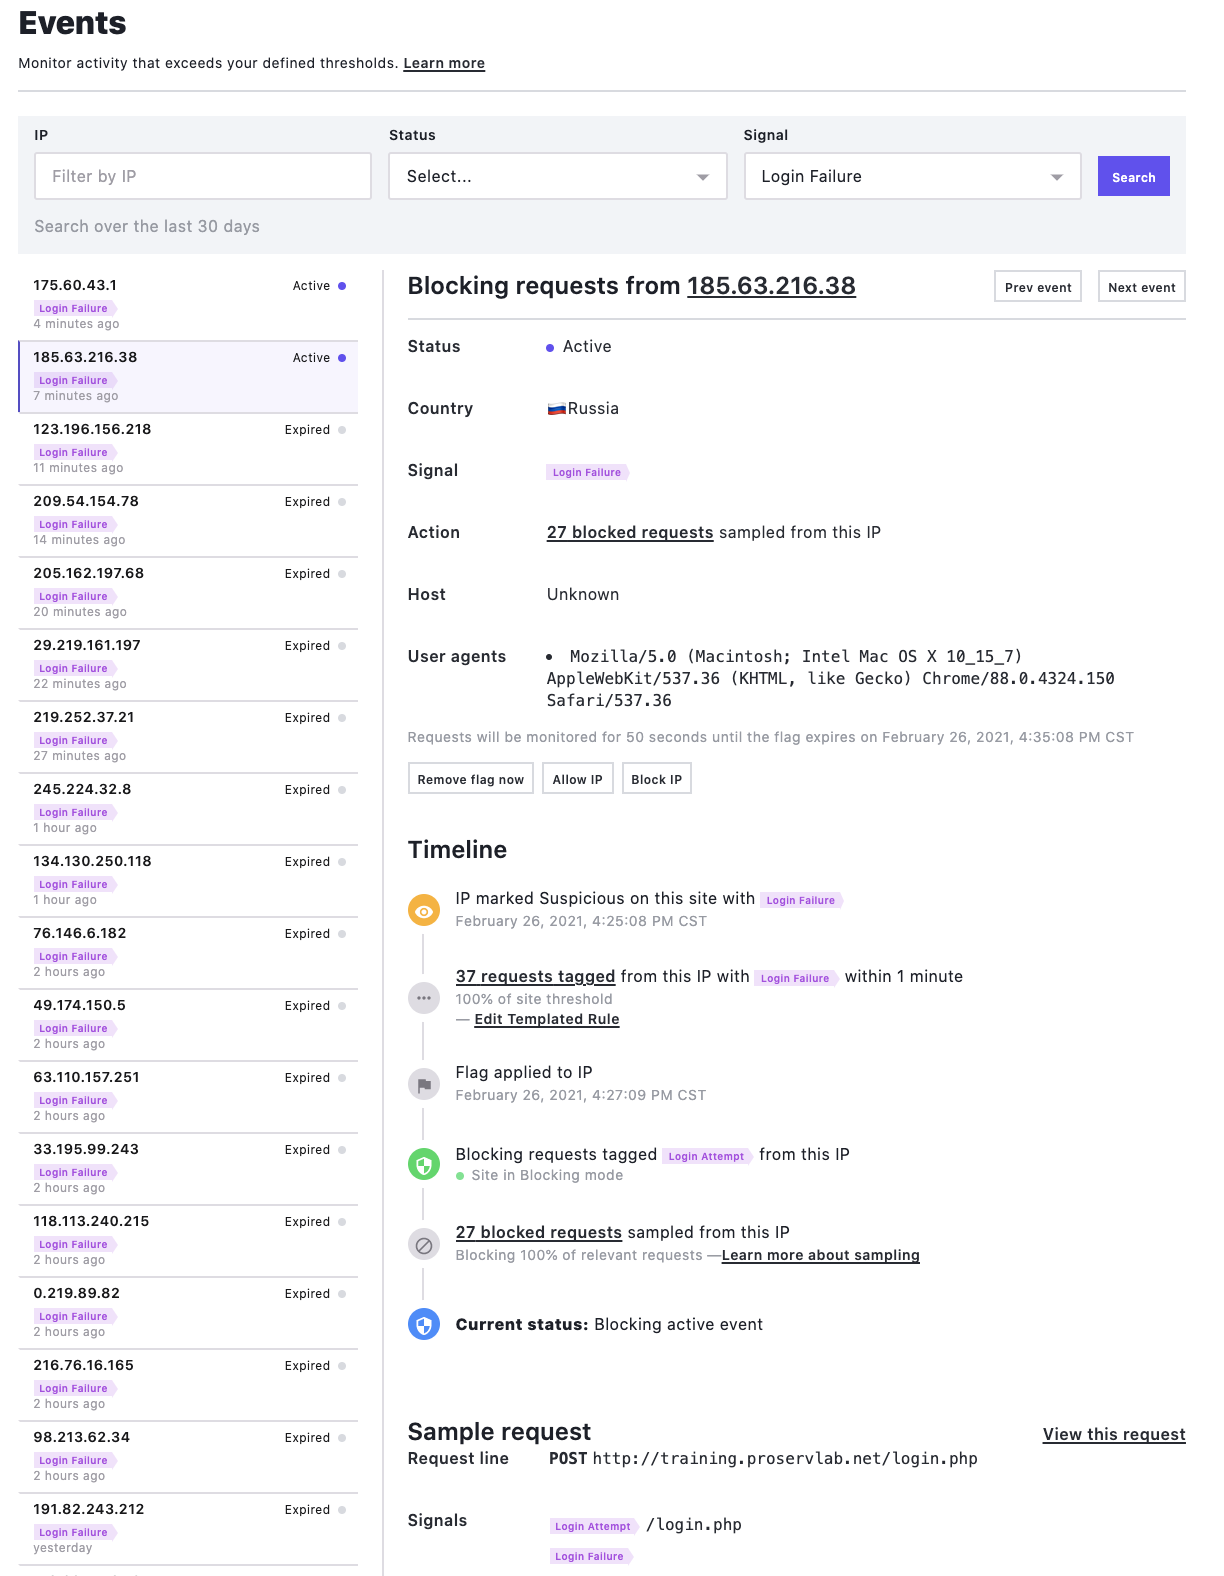 Events
Monitor activity that exceeds your defined thresholds. Learn more
IP
Status
Signal
Filter by IP
Select...
Login Failure
Search
Search over the last 30 days
175.60.43.1 Active
Login Failure
4 minutes ago
185.63.216.38 Active
Login Failure
7 minutes ago
123.196.156.218 Expired
Login Failure
11 minutes ago
209.54.154.78 Expired
Login Failure
14 minutes ago
205.162.197.68 Expired
Login Failure
20 minutes ago
29.219.161.197 Expired
Login Failure
22 minutes ago
219.252.37.21 Expired
Login Failure
27 minutes ago
245.224.32.8 Expired
Login Failure
1 hour ago
134.130.250.118 Expired
Login Failure
1 hour ago
76.146.6.182 Expired
Login Failure
2 hours ago
49.174.150.5 Expired
Login Failure
2 hours ago
63.110.157.251 Expired
Login Failure
2 hours ago
33.195.99.243 Expired
Login Failure
2 hours ago
118.113.240.215 Expired
Login Failure
2 hours ago
0.219.89.82 Expired
Login Failure
2 hours ago
216.76.16.165 Expired
Login Failure
2 hours ago
98.213.62.34 Expired
Login Failure
2 hours ago
191.82.243.212 Expired
Login Failure
yesterday
Blocking requests from 185.63.216.38
Prev event
Next event
Status Active
Country Russia
Signal Login Failure
Action 27 blocked requests sampled from this IP
Host Unknown
User agents • Mozilla/5.0 (Macintosh; Intel Mac OS X 10_15_7)
AppleWebKit/537.36 (KHTML, like Gecko) Chrome/88.0.4324.150
Safari/537.36
Requests will be monitored for 50 seconds until the flag expires on February 26, 2021, 4:35:08 PM CST
Remove flag now
Allow IP
Block IP
Timeline
IP marked Suspicious on this site with Login Failure
February 26, 2021, 4:25:08 PM CST
37 requests tagged from this IP with Login Failure within 1 minute
100% of site threshold
— Edit Templated Rule
Flag applied to IP
February 26, 2021, 4:27:09 PM CST
Blocking requests tagged Login Attempt from this IP
Site in Blocking mode
27 blocked requests sampled from this IP
Blocking 100% of relevant requests —Learn more about sampling
Current status: Blocking active event
Sample request
View this request
Request line POST http://training.proservlab.net/login.php
Signals Login Attempt /login.php
Login Failure